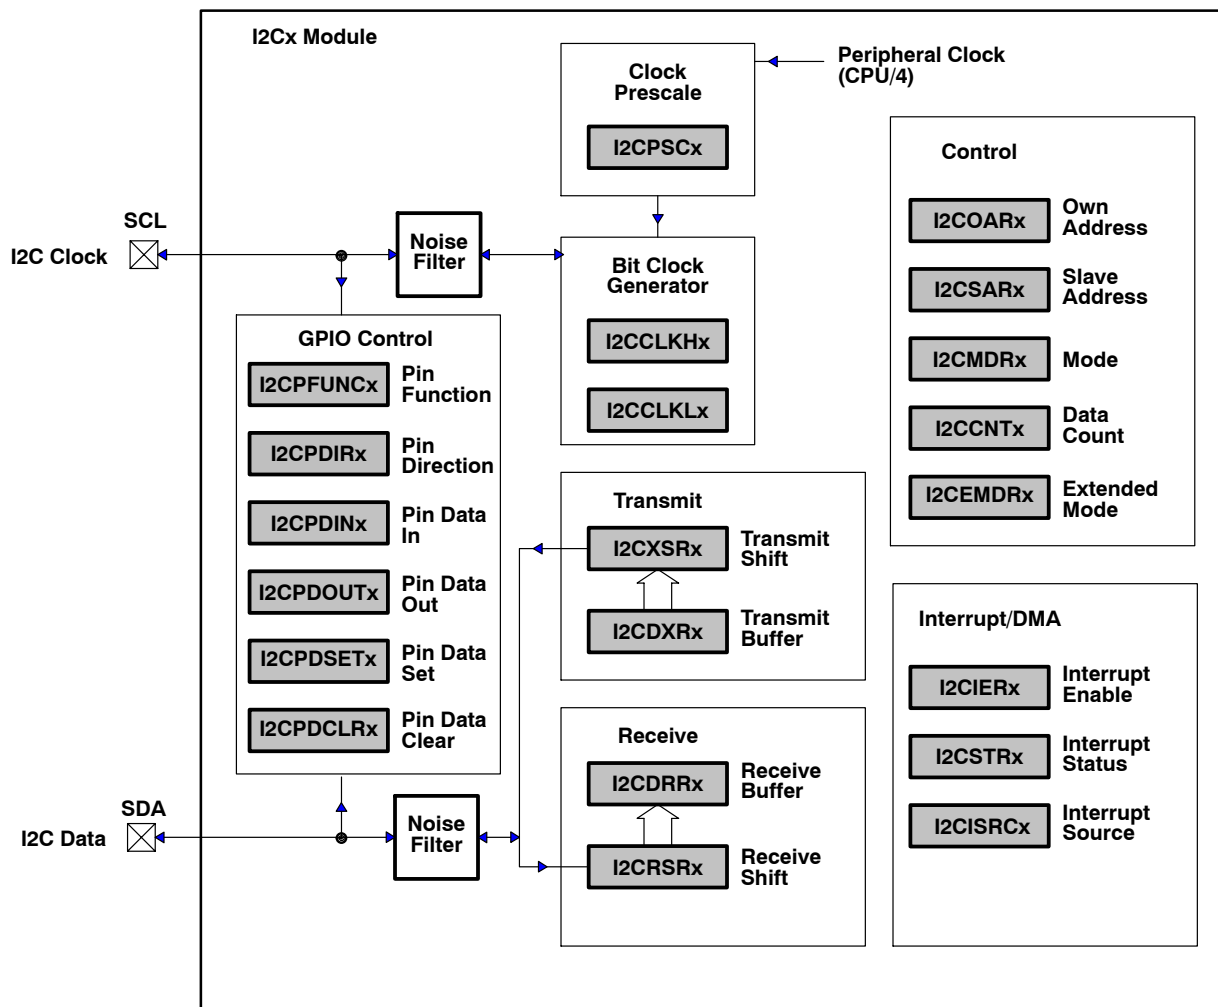 I2Cx Module
Clock
Prescale
I2CPSCx
Peripheral Clock
(CPU/4)
SCL
I2C Clock
Noise
Filter
Bit Clock
Generator
I2CCLKHx
I2CCLKLx
GPIO Control
I2CPFUNCx
Pin
Function
I2CPDIRx
Pin
Direction
I2CPDINx
Pin Data
In
I2CPDOUTx
Pin Data
Out
I2CPDSETx
Pin Data
Set
I2CPDCLRx
Pin Data
Clear
SDA
I2C Data
Noise
Filter
Transmit
I2CXSRx
Transmit
Shift
I2CDXRx
Transmit
Buffer
Receive
I2CDRRx
Receive
Buffer
I2CRSRx
Receive
Shift
Control
I2COARx
Own
Address
I2CSARx
Slave
Address
I2CMDRx
Mode
I2CCNTx
Data
Count
I2CEMDRx
Extended
Mode
Interrupt/DMA
I2CIERx
Interrupt
Enable
I2CSTRx
Interrupt
Status
I2CISRCx
Interrupt
Source